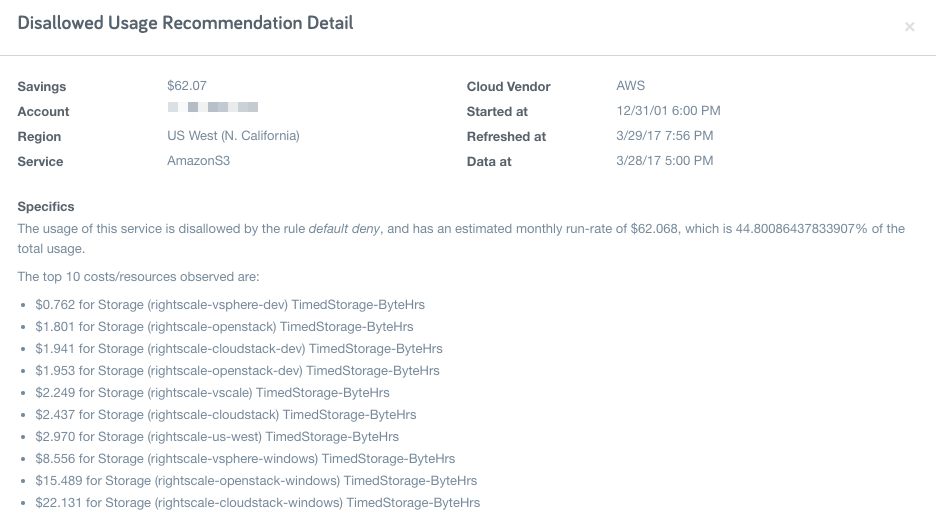 Disallowed Usage Recommendation Detail
×
Savings $62.07
Account
Region US West (N. California)
Service AmazonS3
Cloud Vendor AWS
Started at 12/31/01 6:00 PM
Refreshed at 3/29/17 7:56 PM
Data at 3/28/17 5:00 PM
Specifics
The usage of this service is disallowed by the rule default deny, and has an estimated monthly run-rate of $62.068, which is 44.80086437833907% of the
total usage.
The top 10 costs/resources observed are:
• $0.762 for Storage (rightscale-vsphere-dev) TimedStorage-ByteHrs
• $1.801 for Storage (rightscale-openstack) TimedStorage-ByteHrs
• $1.941 for Storage (rightscale-cloudstack-dev) TimedStorage-ByteHrs
• $1.953 for Storage (rightscale-openstack-dev) TimedStorage-ByteHrs
• $2.249 for Storage (rightscale-vscale) TimedStorage-ByteHrs
• $2.437 for Storage (rightscale-cloudstack) TimedStorage-ByteHrs
• $2.970 for Storage (rightscale-us-west) TimedStorage-ByteHrs
• $8.556 for Storage (rightscale-vsphere-windows) TimedStorage-ByteHrs
• $15.489 for Storage (rightscale-openstack-windows) TimedStorage-ByteHrs
• $22.131 for Storage (rightscale-cloudstack-windows) TimedStorage-ByteHrs